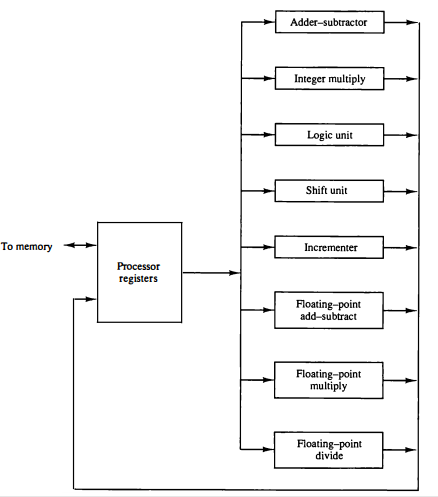 Adder–subtractor
Integer multiply
Logic unit
Shift unit
To memory
Processor
registers
Incrementer
Floating–point
add–subtract
Floating–point
multiply
Floating–point
divide